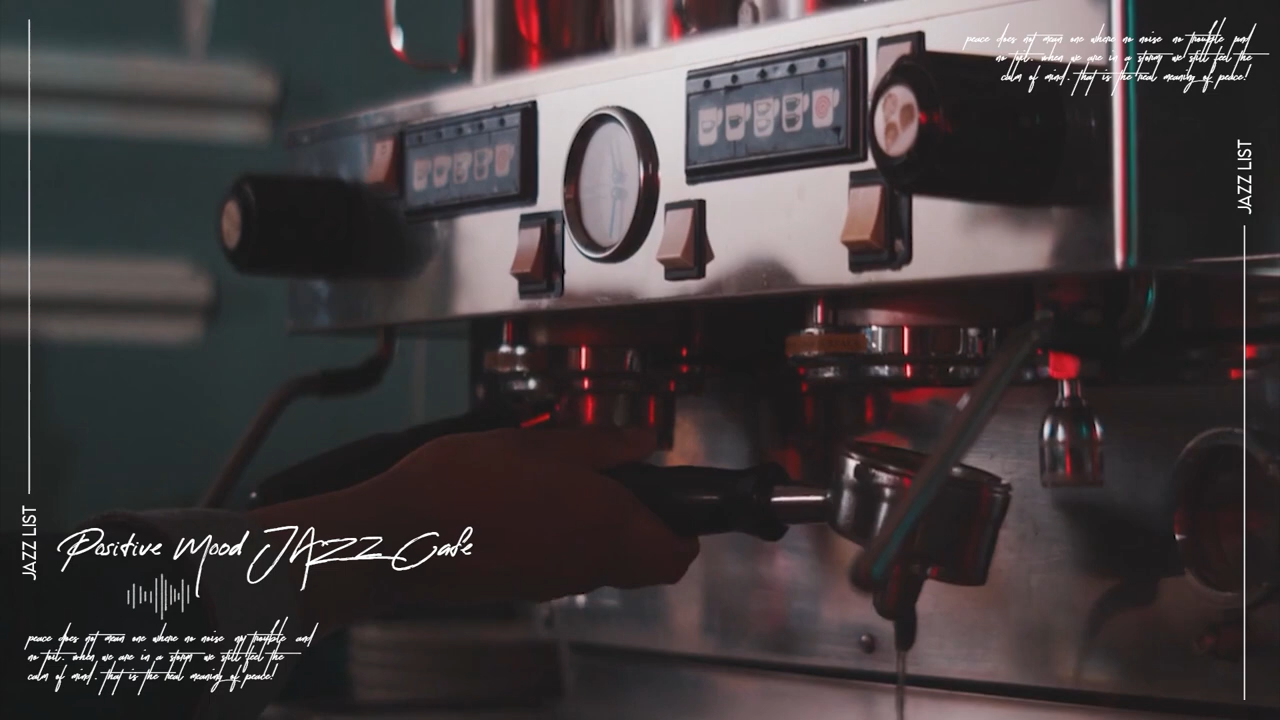 peace does not mean one where no noise no trouble and
no toil. when we are in a storm we still feel the
calm of mind. that is the real meaning of peace!
JAZZ LIST
JAZZ LIST
Positive Mood JAZZ Cafe
peace does not mean one where no noise no trouble and
no toil. when we are in a storm we still feel the
calm of mind. that is the real meaning of peace!